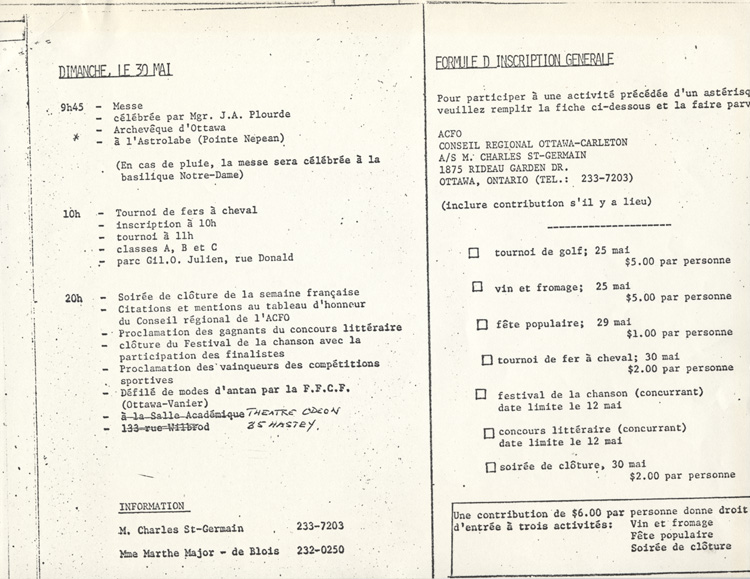 DIMANCHE, LE 30 MAI
9h45 - Messe
- célébrée par Mgr. J.A. Plourde
- Archevêque d'Ottawa
* - à l'Astrolabe (Pointe Nepean)
(En cas de pluie, la messe sera célébrée à la
basilique Notre-Dame)
10h - Tournoi de fers à cheval
- inscription à 10h
- tournoi à 11h
- classes A, B et C
- parc Gil.O. Julien, rue Donald
20h - Soirée de clôture de la semaine française
- Citations et mentions au tableau d'honneur
du Conseil régional de l'ACFO
- Proclamation des gagnants du concours littéraire
- clôture du Festival de la chanson avec la
participation des finalistes
- Proclamation des vainqueurs des compétitions
sportives
- Défilé de modes d'antan par la F.F.C.F.
(Ottawa-Vanier)
- à la Salle Académique THEATRE ODEON
- 133 rue Wilbrod 85 HASTEY.
INFORMATION
M. Charles St-Germain 233-7203
Mme Marthe Major - de Blois 232-0250
FORMULE D INSCRIPTION GENERALE
Pour participer à une activité précédée d'un astérisq
veuillez remplir la fiche ci-dessous et la faire parv
ACFO
CONSEIL REGIONAL OTTAWA-CARLETON
A/S M. CHARLES ST-GERMAIN
1875 RIDEAU GARDEN DR.
OTTAWA, ONTARIO (TEL.: 233-7203)
(inclure contribution s'il y a lieu)
tournoi de golf; 25 mai
$5.00 par personne
vin et fromage; 25 mai
$5.00 par personne
fête populaire; 29 mai
$1.00 par personne
tournoi de fer à cheval; 30 mai
$2.00 par personne
festival de la chanson (concurrant)
date limite le 12 mai
concours littéraire (concurrant)
date limite le 12 mai
soirée de clôture, 30 mai
$2.00 par personne
Une contribution de $6.00 par personne donne droit
d'entrée à trois activités: Vin et fromage
Fête populaire
Soirée de clôture